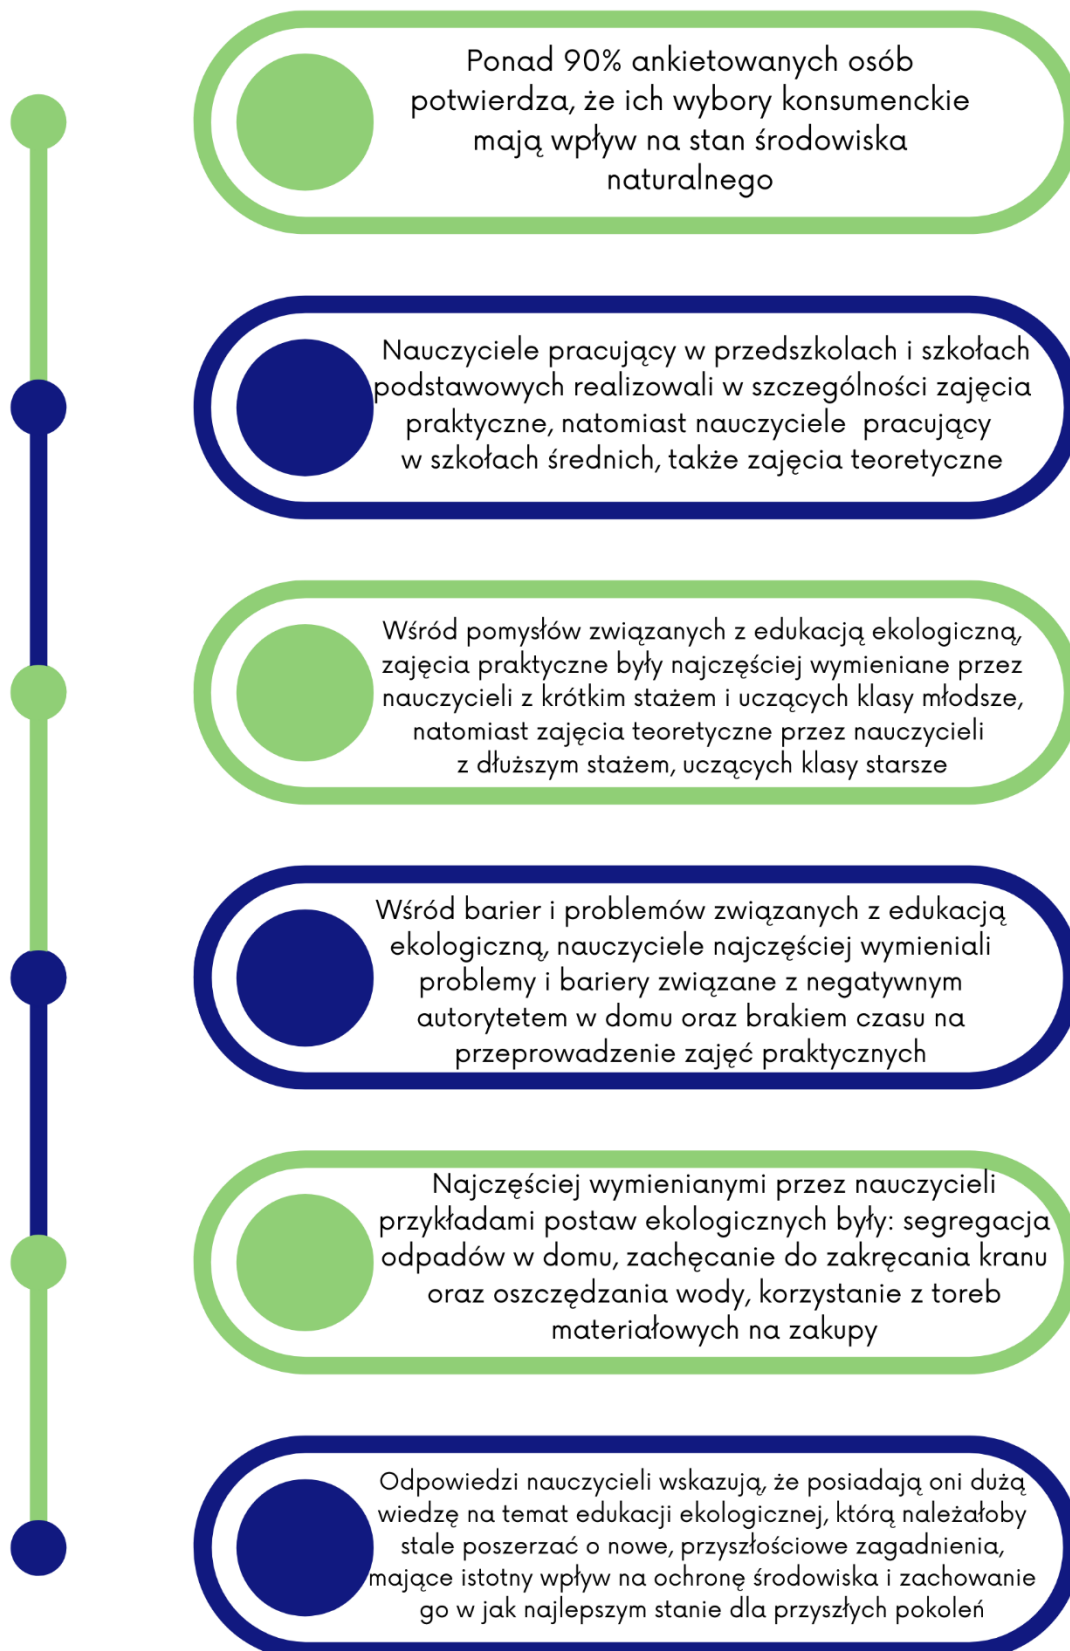 Ponad 90% ankietowanych osób
potwierdza, że ich wybory konsumenckie
mają wpływ na stan środowiska
naturalnego
Nauczyciele pracujący w przedszkolach i szkołach
podstawowych realizowali w szczególności zajęcia
praktyczne, natomiast nauczyciele pracujący
w szkołach średnich, także zajęcia teoretyczne
Wśród pomysłów związanych z edukacją ekologiczną,
zajęcia praktyczne były najczęściej wymieniane przez
nauczycieli z krótkim stażem i uczących klasy młodsze,
natomiast zajęcia teoretyczne przez nauczycieli
z dłuższym stażem, uczących klasy starsze
Wśród barier i problemów związanych z edukacją
ekologiczną, nauczyciele najczęściej wymieniali
problemy i bariery związane z negatywnym
autorytetem w domu oraz brakiem czasu na
przeprowadzenie zajęć praktycznych
Najczęściej wymienianymi przez nauczycieli
przykładami postaw ekologicznych były: segregacja
odpadów w domu, zachęcanie do zakręcania kranu
oraz oszczędzania wody, korzystanie z toreb
materiałowych na zakupy
Odpowiedzi nauczycieli wskazują, że posiadają oni dużą
wiedzę na temat edukacji ekologicznej, którą należałoby
stale poszerzać o nowe, przyszłościowe zagadnienia,
mające istotny wpływ na ochronę środowiska i zachowanie
go w jak najlepszym stanie dla przyszłych pokoleń